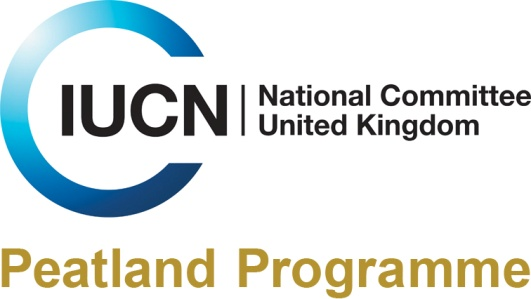 IUCN
National Committee
United Kingdom
Peatland Programme